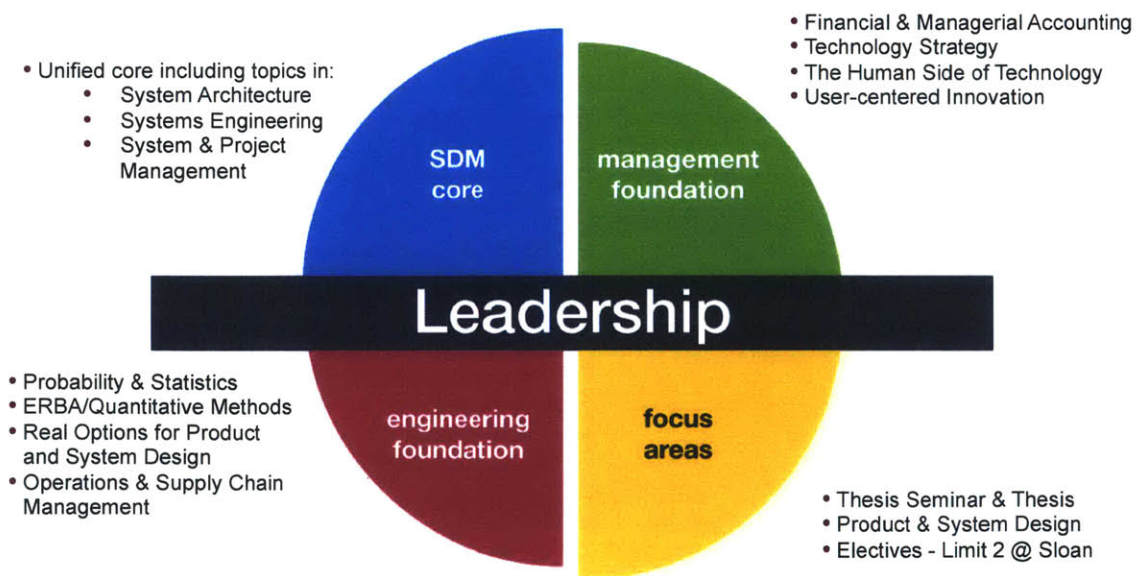 • Unified core including topics in:
• System Architecture
• Systems Engineering
• System & Project
Management
• Financial & Managerial Accounting
• Technology Strategy
• The Human Side of Technology
• User-centered Innovation
SDM
core
management
foundation
Leadership
• Probability & Statistics
• ERBA/Quantitative Methods
• Real Options for Product
and System Design
• Operations & Supply Chain
Management
engineering
foundation
focus
areas
• Thesis Seminar & Thesis
• Product & System Design
• Electives - Limit 2 @ Sloan